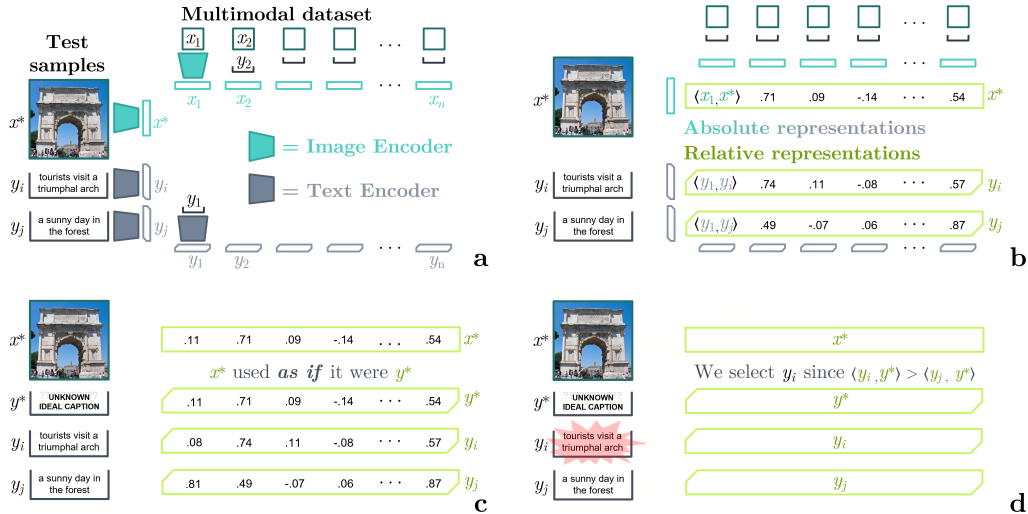 Multimodal dataset
Test
samples
x₁ x₂
y₂
. . .
x₁ x₂ xₙ
x* x*
= Image Encoder
yᵢ tourists visit a
triumphal arch yᵢ
= Text Encoder
y₁
yⱼ a sunny day in
the forest yⱼ
. . .
y₁ y₂ yₙ
a
. . .
. . .
x* ⟨x₁,x*⟩ .71 .09 -.14 . . . .54 x*
Absolute representations
Relative representations
yᵢ tourists visit a
triumphal arch ⟨y₁,yᵢ⟩ .74 .11 -.08 . . . .57 yᵢ
yⱼ a sunny day in
the forest ⟨y₁,yⱼ⟩ .49 -.07 .06 . . . .87 yⱼ
. . .
b
x* .11 .71 .09 -.14 . . . .54 x*
x* used as if it were y*
y* UNKNOWN
IDEAL CAPTION .11 .71 .09 -.14 . . . .54 y*
yᵢ tourists visit a
triumphal arch .08 .74 .11 -.08 . . . .57 yᵢ
yⱼ a sunny day in
the forest .81 .49 -.07 .06 . . . .87 yⱼ
c
x* x*
We select yᵢ since ⟨yᵢ , y*⟩ > ⟨yⱼ , y*⟩
y* UNKNOWN
IDEAL CAPTION y*
yᵢ tourists visit a
triumphal arch yᵢ
yⱼ a sunny day in
the forest yⱼ
d